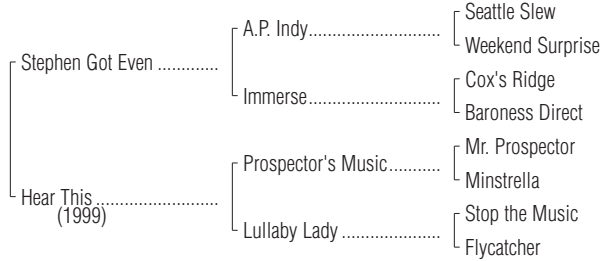 Seattle Slew
A.P. Indy..............................
Weekend Surprise
Stephen Got Even ..............
Cox's Ridge
Immerse..............................
Baroness Direct
Mr. Prospector
Prospector's Music...........
Minstrella
Hear This ............................
(1999)
Stop the Music
Lullaby Lady ......................
Flycatcher